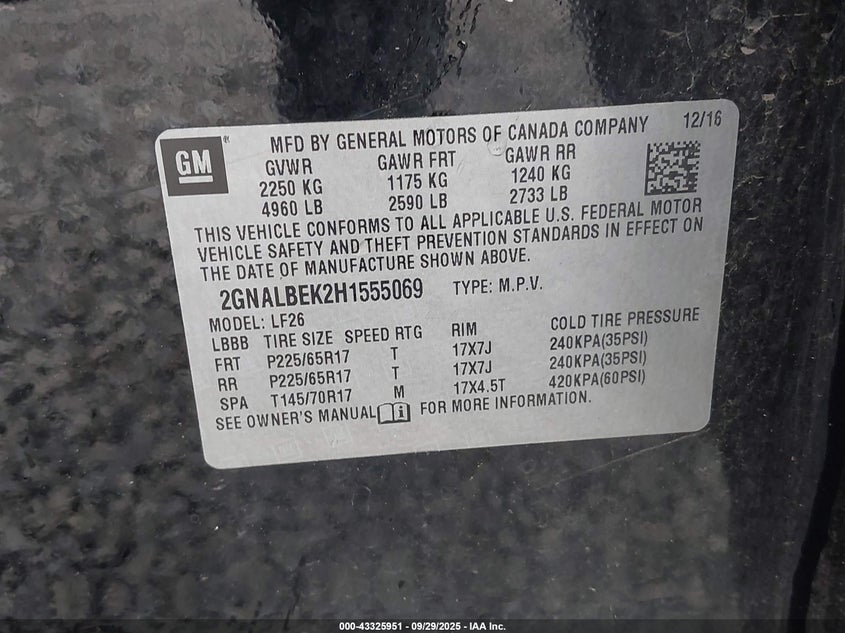 GM ®
MFD BY GENERAL MOTORS OF CANADA COMPANY 12/16
GVWR GAWR FRT GAWR RR
2250 KG 1175 KG 1240 KG
4960 LB 2590 LB 2733 LB
THIS VEHICLE CONFORMS TO ALL APPLICABLE U.S. FEDERAL MOTOR
VEHICLE SAFETY AND THEFT PREVENTION STANDARDS IN EFFECT ON
THE DATE OF MANUFACTURE SHOWN ABOVE.
2GNALBEK2H1555069 TYPE: M.P.V.
MODEL: LF26
LBBB TIRE SIZE SPEED RTG RIM COLD TIRE PRESSURE
FRT P225/65R17 T 17X7J 240KPA(35PSI)
RR P225/65R17 T 17X7J 240KPA(35PSI)
SPA T145/70R17 M 17X4.5T 420KPA(60PSI)
SEE OWNER'S MANUAL i FOR MORE INFORMATION.
000-43325951 | 09/29/2025 - IAA Inc.